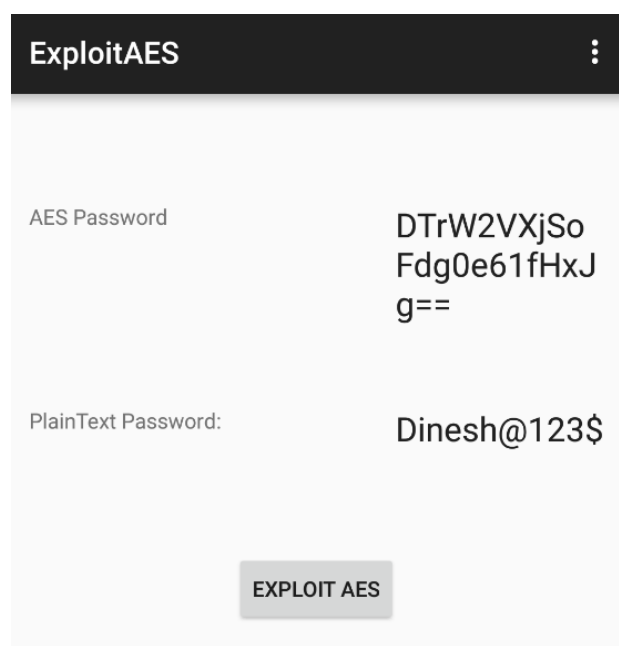 ExploitAES
AES Password
DTrW2VXjSo
Fdg0e61fHxJ
g==
PlainText Password:
Dinesh@123$
EXPLOIT AES